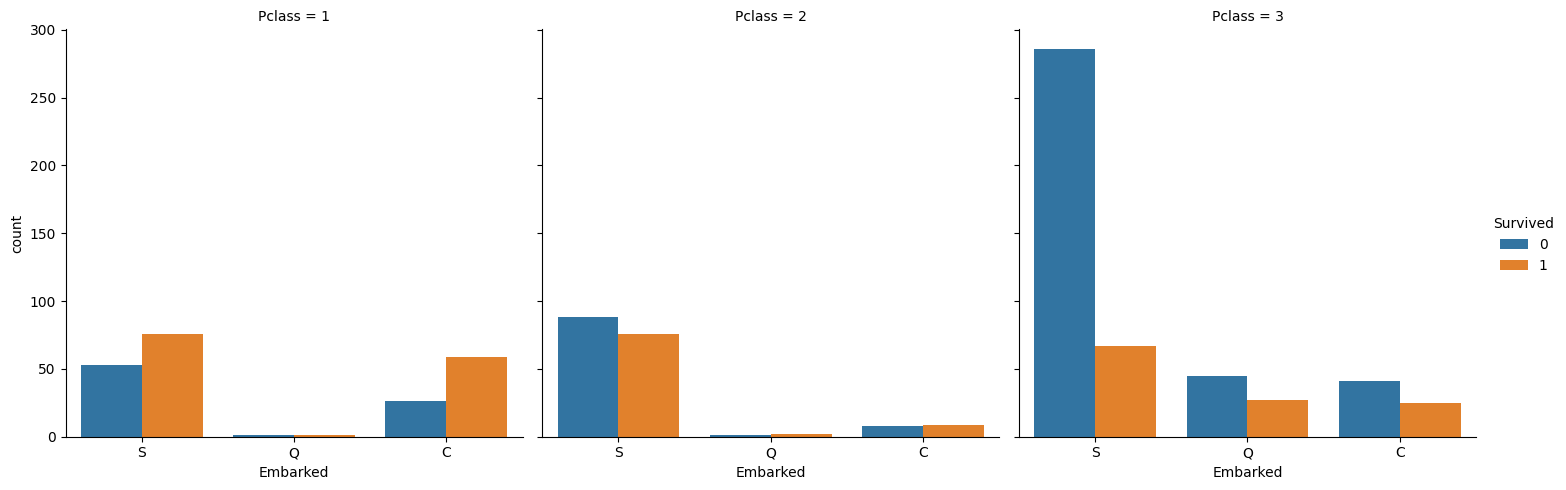 Pclass = 1
Pclass = 2
Pclass = 3
300
250
200
150
100
50
0
count
S Q C
S Q C
S Q C
Embarked
Embarked
Embarked
Survived
0
1